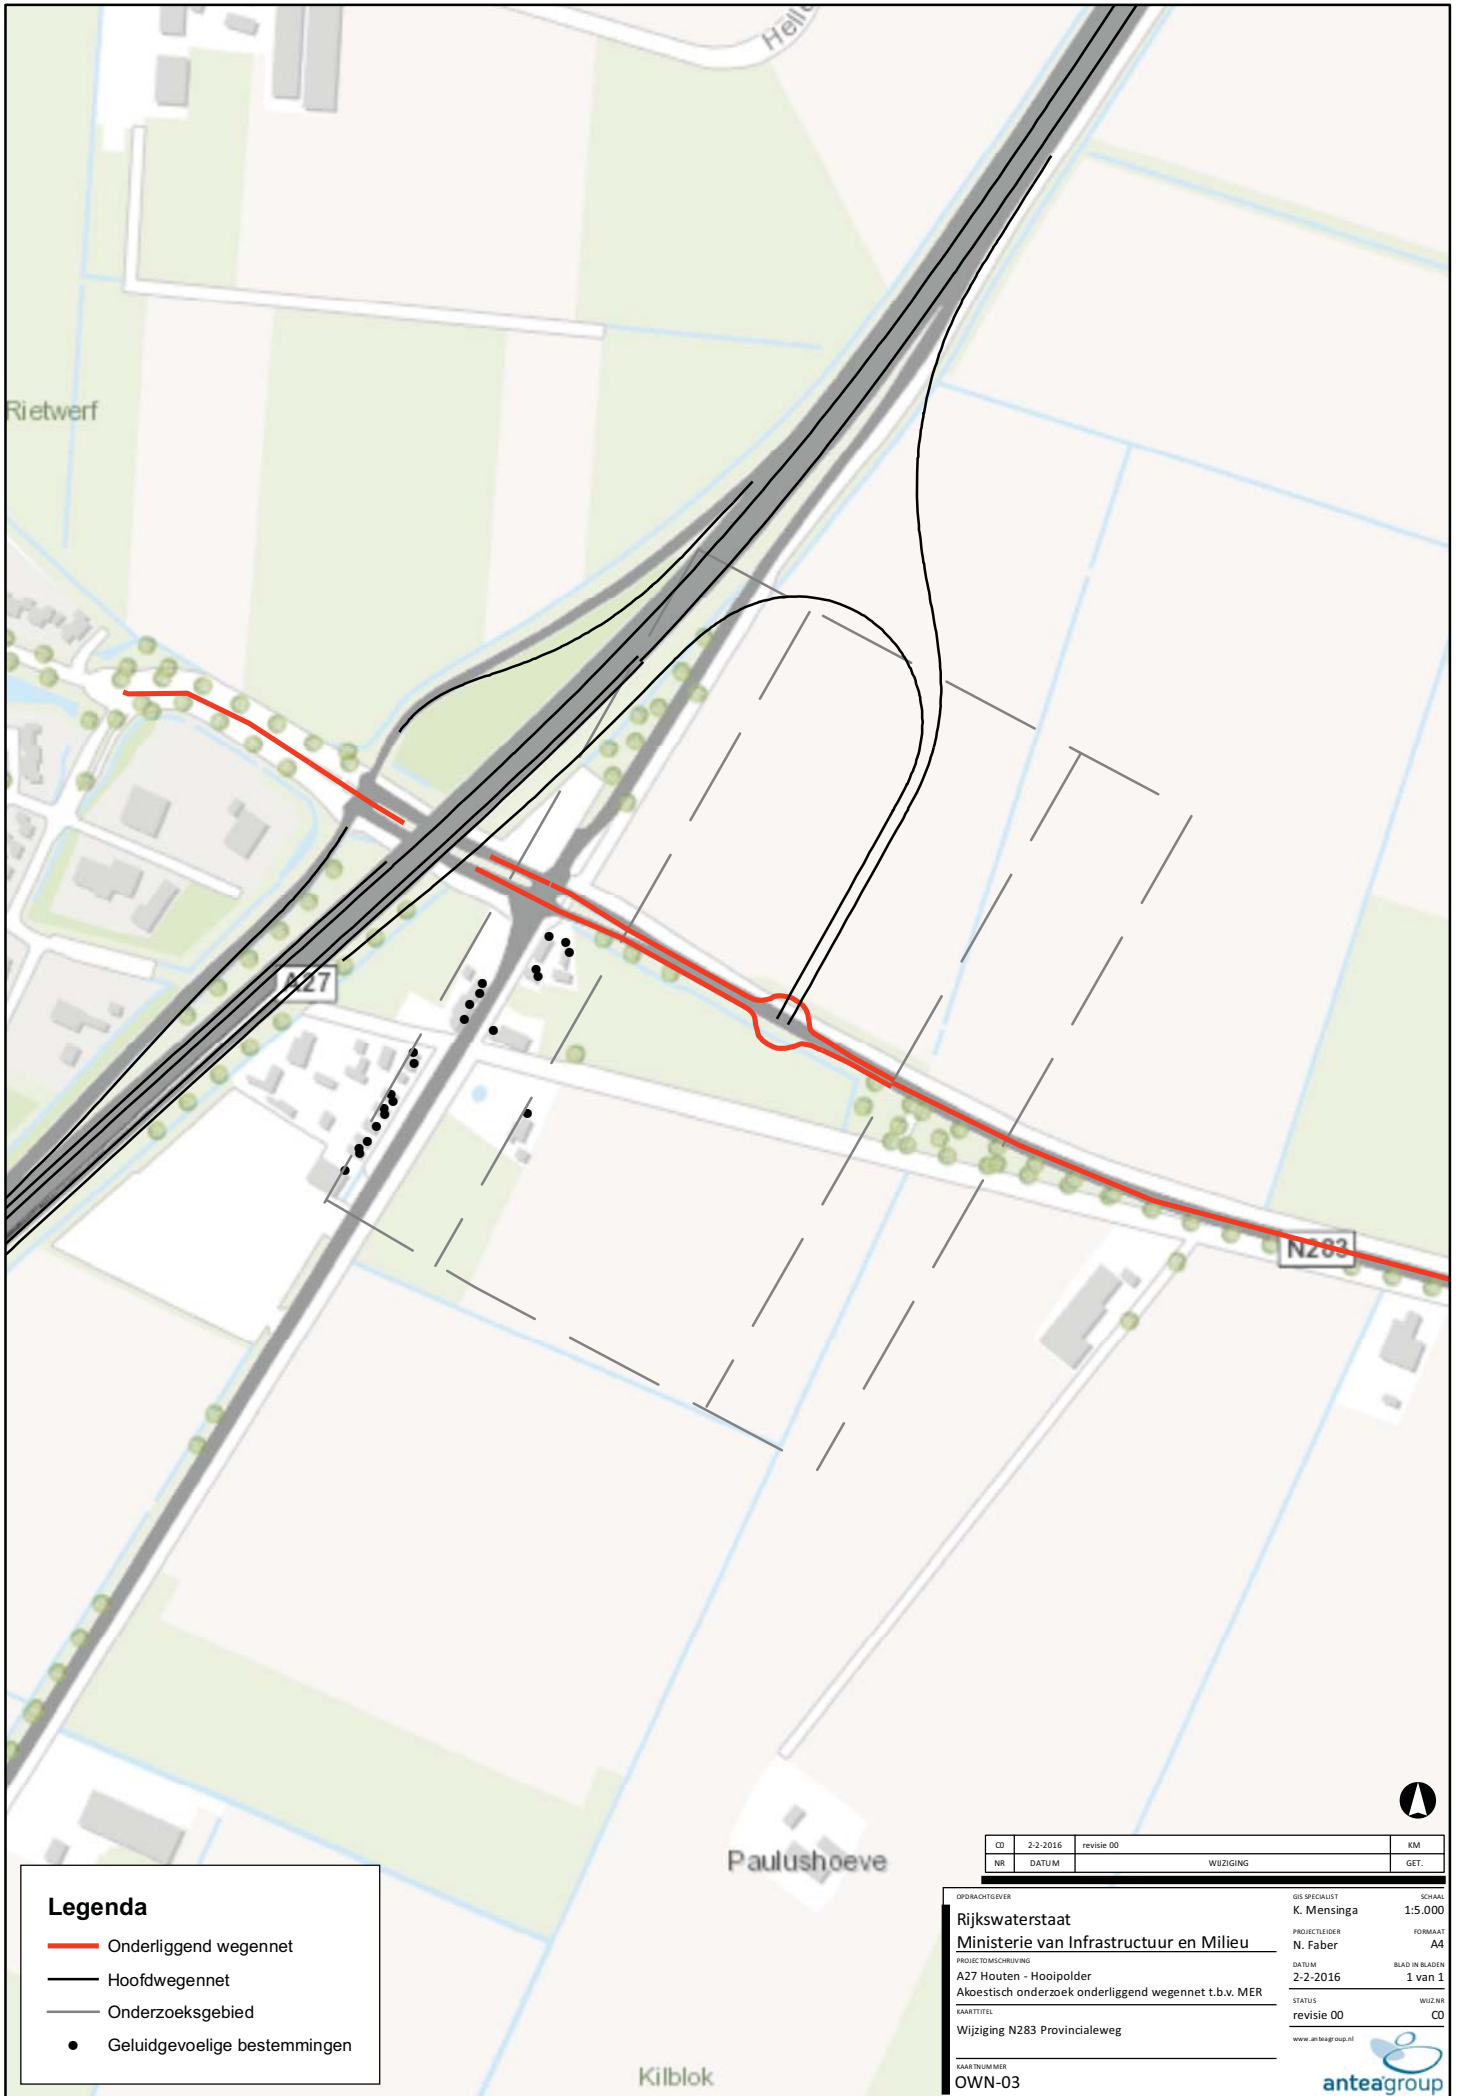 Rietwerf
A27
N283
Paulushoeve
Kilblok
Legenda
Onderliggend wegennet
Hoofdwegennet
Onderzoeksgebied
Geluidgevoelige bestemmingen
C0 2-2-2016 revisie 00 KM
NR DATUM WIJZIGING GET.
OPDRACHTGEVER
Rijkswaterstaat
Ministerie van Infrastructuur en Milieu
PROJECTOMSCHRIJVING
A27 Houten - Hooipolder
Akoestisch onderzoek onderliggend wegennet t.b.v. MER
KAARTTITEL
Wijziging N283 Provincialeweg
KAARTNUMMER
OWN-03
GIS SPECIALIST SCHAAL
K. Mensinga 1:5.000
PROJECTLEIDER FORMAAT
N. Faber A4
DATUM BLAD IN BLADEN
2-2-2016 1 van 1
STATUS WIJZ.NR
revisie 00 C0
www.anteagroup.nl
anteagroup